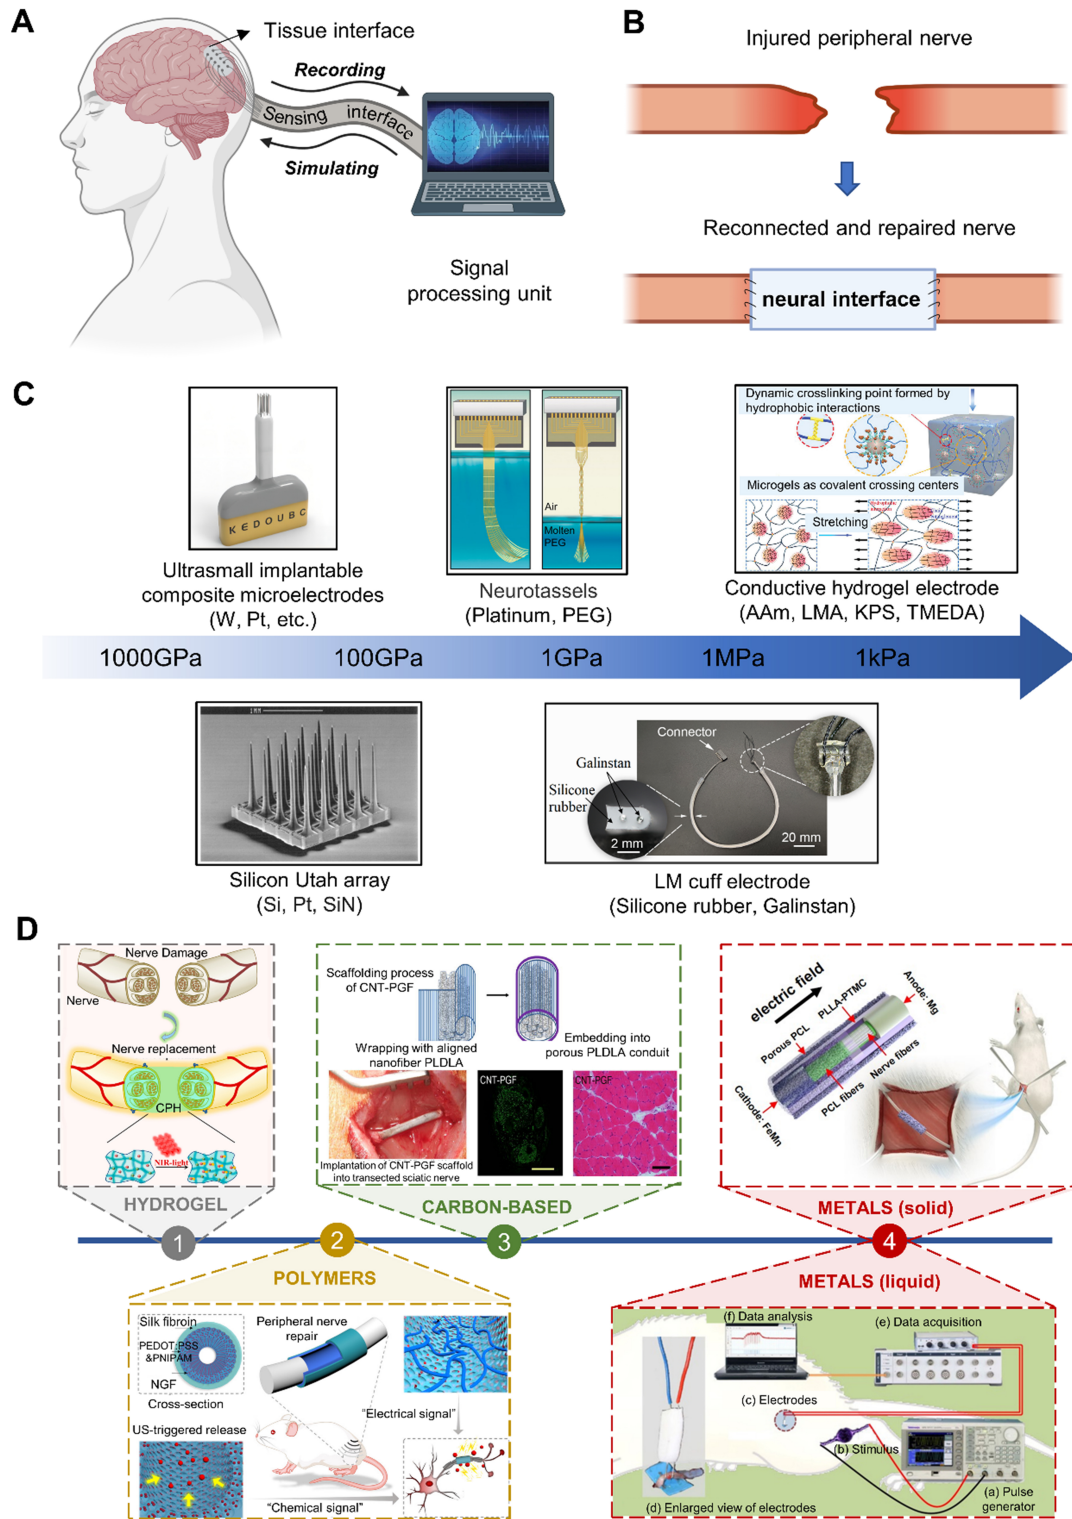 A
Tissue interface
Recording
Sensing interface
Simulating
Signal
processing unit
B
Injured peripheral nerve
Reconnected and repaired nerve
neural interface
C
KEDOUBC
Ultrasmall implantable
composite microelectrodes
(W, Pt, etc.)
Air
Molten
PEG
Neurotassels
(Platinum, PEG)
Dynamic crosslinking point formed by
hydrophobic interactions
Microgels as covalent crossing centers
Stretching
Conductive hydrogel electrode
(AAm, LMA, KPS, TMEDA)
1000GPa
100GPa
1GPa
1MPa
1kPa
1MM
Silicon Utah array
(Si, Pt, SiN)
Connector
Galinstan
Silicone
rubber
2 mm
20 mm
LM cuff electrode
(Silicone rubber, Galinstan)
D
Nerve Damage
Nerve
Nerve replacement
CPH
NIR-light
HYDROGEL
1
Scaffolding process
of CNT-PGF
Wrapping with aligned
nanofiber PLDLA
Embedding into
porous PLDLA conduit
CNT-PGF
CNT-PGF
Implantation of CNT-PGF scaffold
into transected sciatic nerve
CARBON-BASED
3
electric field
PLLA-PTMC
Anode: Mg
Porous PCL
Nerve fibers
PCL fibers
Cathode: FeMn
METALS (solid)
4
2
POLYMERS
Silk fibroin
PEDOT:PSS
&PNIPAM
NGF
Cross-section
US-triggered release
Peripheral nerve
repair
"Electrical signal"
"Chemical signal"
METALS (liquid)
(f) Data analysis
(e) Data acquisition
(c) Electrodes
(b) Stimulus
(a) Pulse
generator
(d) Enlarged view of electrodes